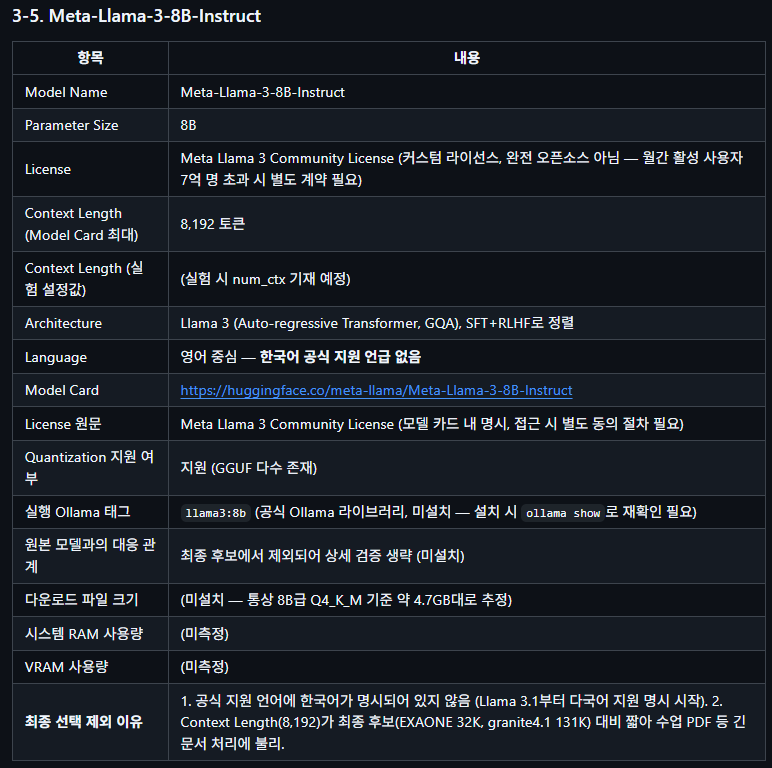 3-5. Meta-Llama-3-8B-Instruct
항목 내용
Model Name Meta-Llama-3-8B-Instruct
Parameter Size 8B
License Meta Llama 3 Community License (커스텀 라이선스, 완전 오픈소스 아님 — 월간 활성 사용자
7억 명 초과 시 별도 계약 필요)
Context Length
(Model Card 최대) 8,192 토큰
Context Length (실
험 설정값) (실험 시 num_ctx 기재 예정)
Architecture Llama 3 (Auto-regressive Transformer, GQA), SFT+RLHF로 정렬
Language 영어 중심 — 한국어 공식 지원 언급 없음
Model Card https://huggingface.co/meta-llama/Meta-Llama-3-8B-Instruct
License 원문 Meta Llama 3 Community License (모델 카드 내 명시, 접근 시 별도 동의 절차 필요)
Quantization 지원 여
부 지원 (GGUF 다수 존재)
실행 Ollama 태그 llama3:8b (공식 Ollama 라이브러리, 미설치 — 설치 시 ollama show로 재확인 필요)
원본 모델과의 대응 관
계 최종 후보에서 제외되어 상세 검증 생략 (미설치)
다운로드 파일 크기 (미설치 — 통상 8B급 Q4_K_M 기준 약 4.7GB대로 추정)
시스템 RAM 사용량 (미측정)
VRAM 사용량 (미측정)
최종 선택 제외 이유 1. 공식 지원 언어에 한국어가 명시되어 있지 않음 (Llama 3.1부터 다국어 지원 명시 시작). 2.
Context Length(8,192)가 최종 후보(EXAONE 32K, granite4.1 131K) 대비 짧아 수업 PDF 등 긴
문서 처리에 불리.